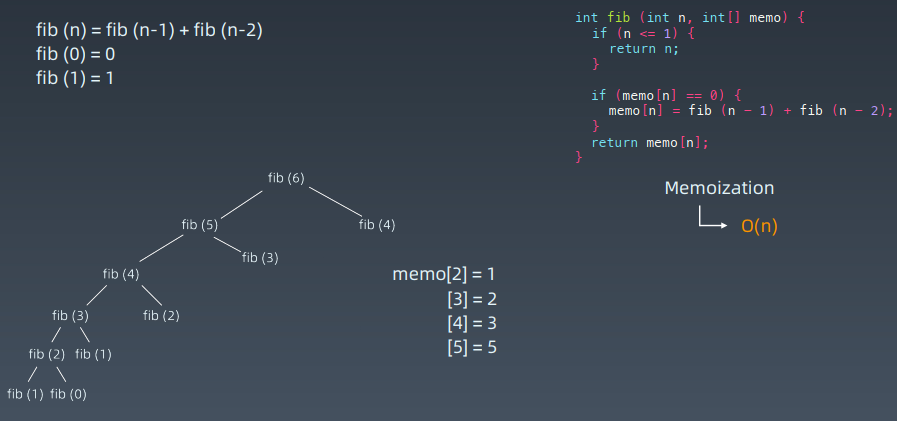 fib (n) = fib (n-1) + fib (n-2)
fib (0) = 0
fib (1) = 1
int fib (int n, int[] memo) {
if (n <= 1) {
return n;
}
if (memo[n] == 0) {
memo[n] = fib (n - 1) + fib (n - 2);
}
return memo[n];
}
Memoization
O(n)
fib (6)
fib (5)
fib (4)
fib (3)
fib (4)
fib (3)
fib (2)
fib (2) fib (1)
fib (1) fib (0)
memo[2] = 1
[3] = 2
[4] = 3
[5] = 5